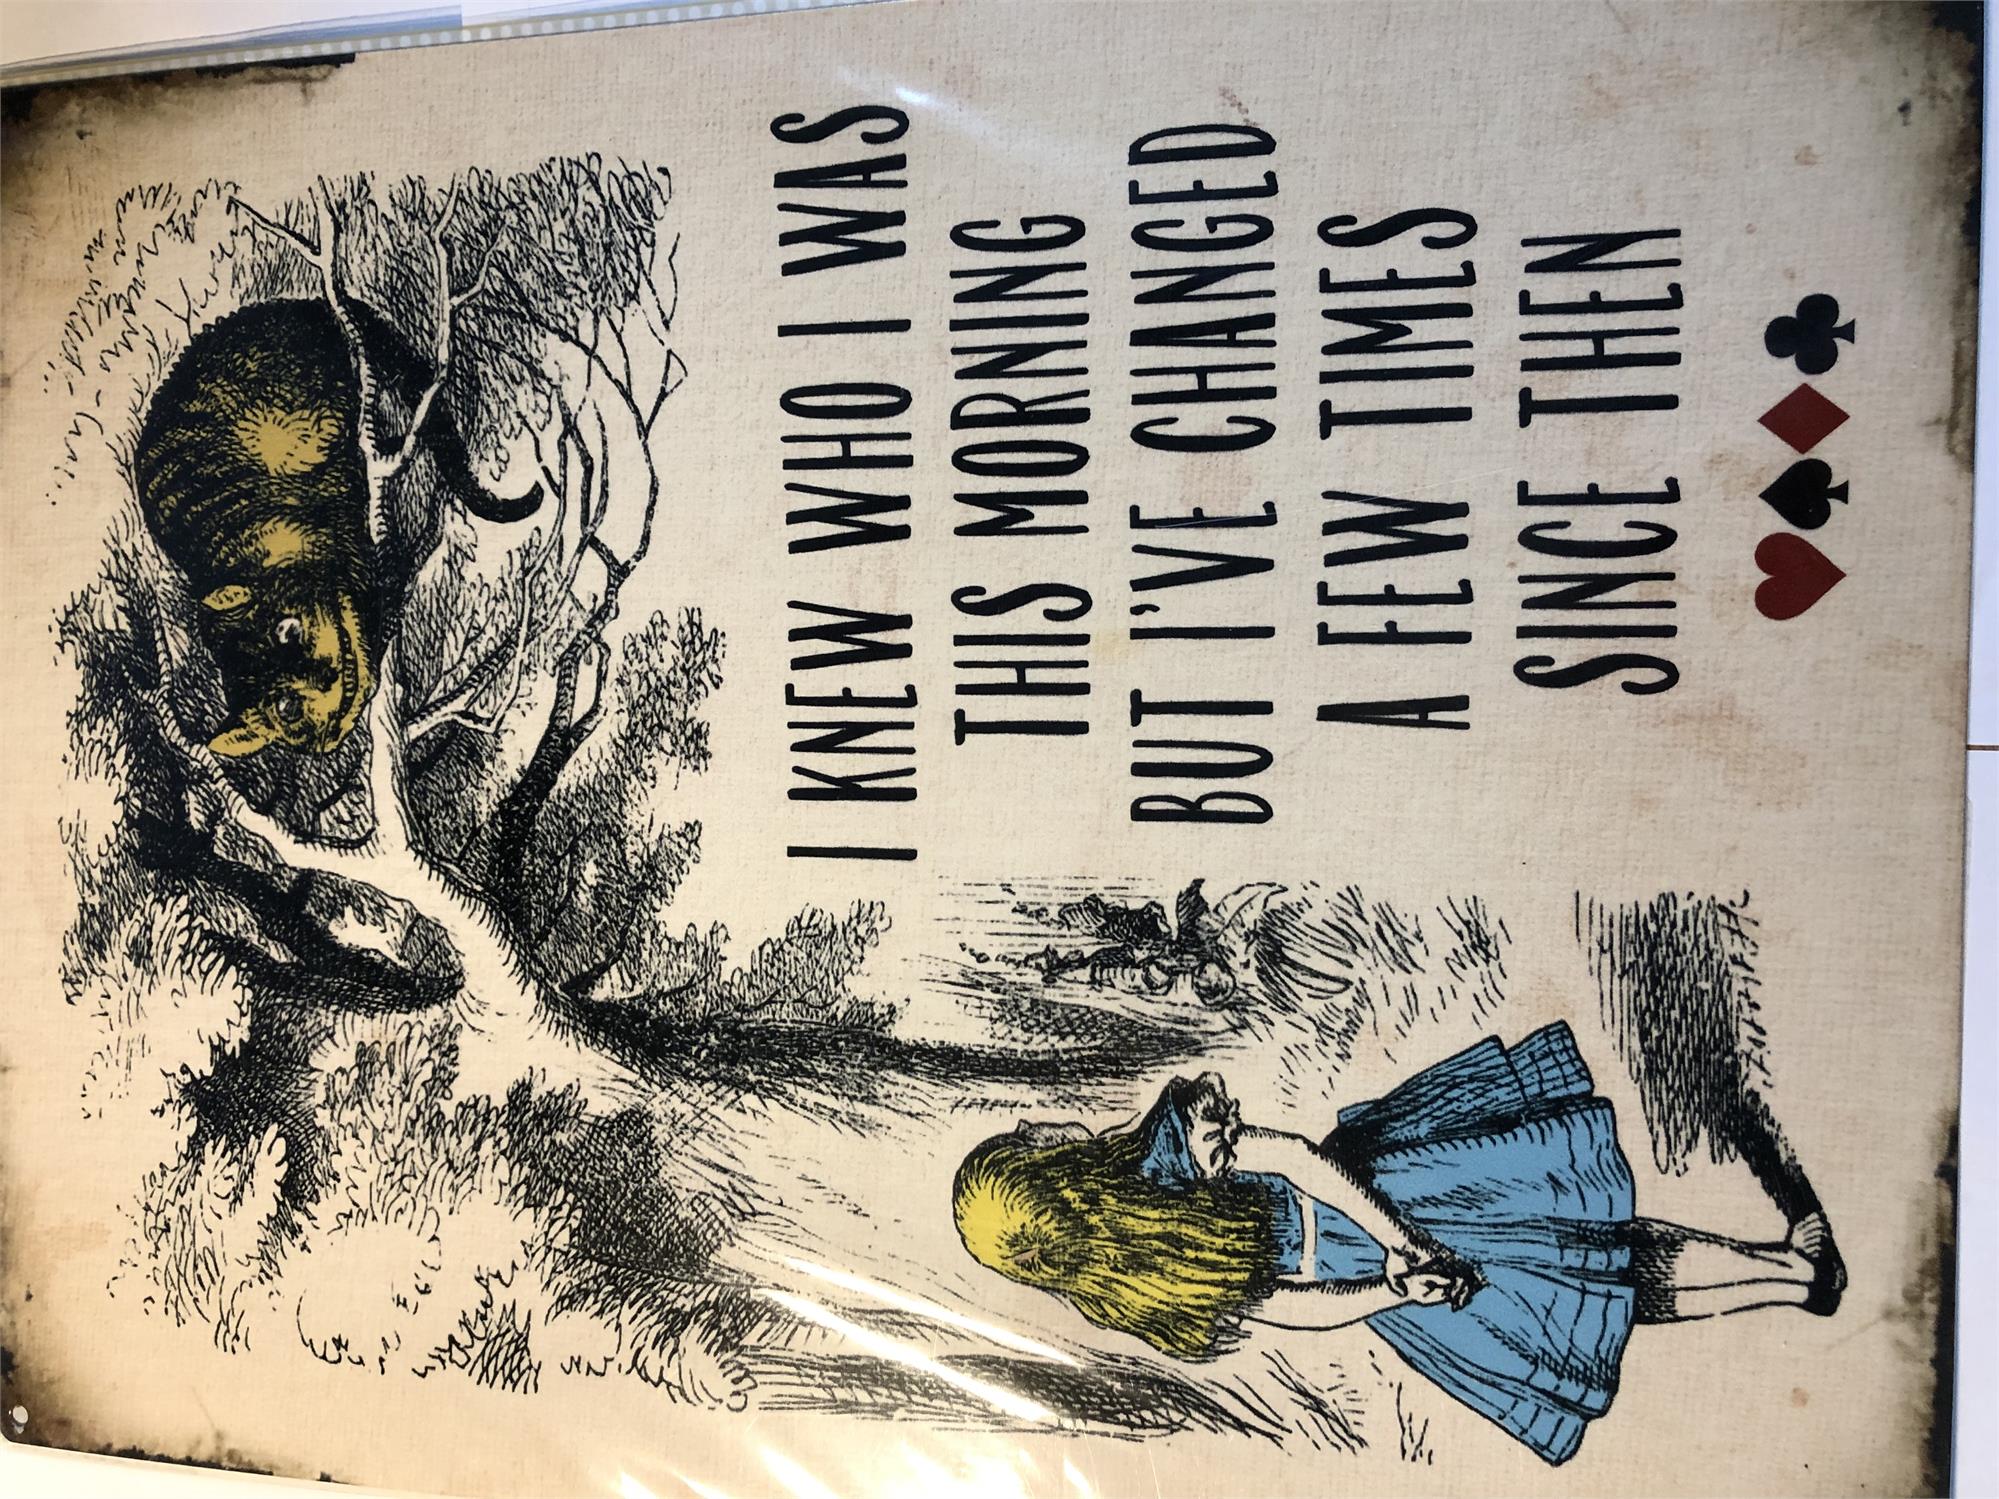 I KNEW WHO I WAS
THIS MORNING
BUT I'VE CHANGED
A FEW TIMES
SINCE THEN